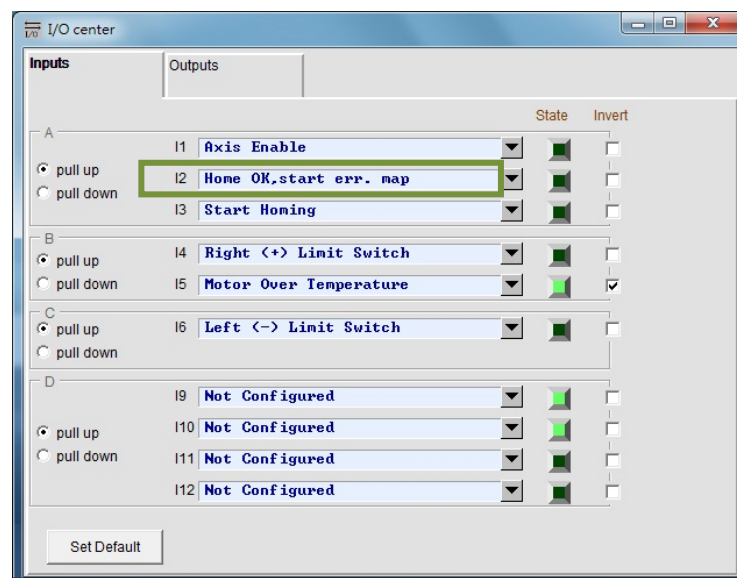 I/O I/O center
Inputs Outputs
State Invert
A
I1 Axis Enable
pull up
I2 Home OK,start err. map
pull down
I3 Start Homing
B
I4 Right (+) Limit Switch
pull up
pull down
I5 Motor Over Temperature
C
pull up
I6 Left (-) Limit Switch
pull down
D
I9 Not Configured
pull up
I10 Not Configured
pull down
I11 Not Configured
I12 Not Configured
Set Default